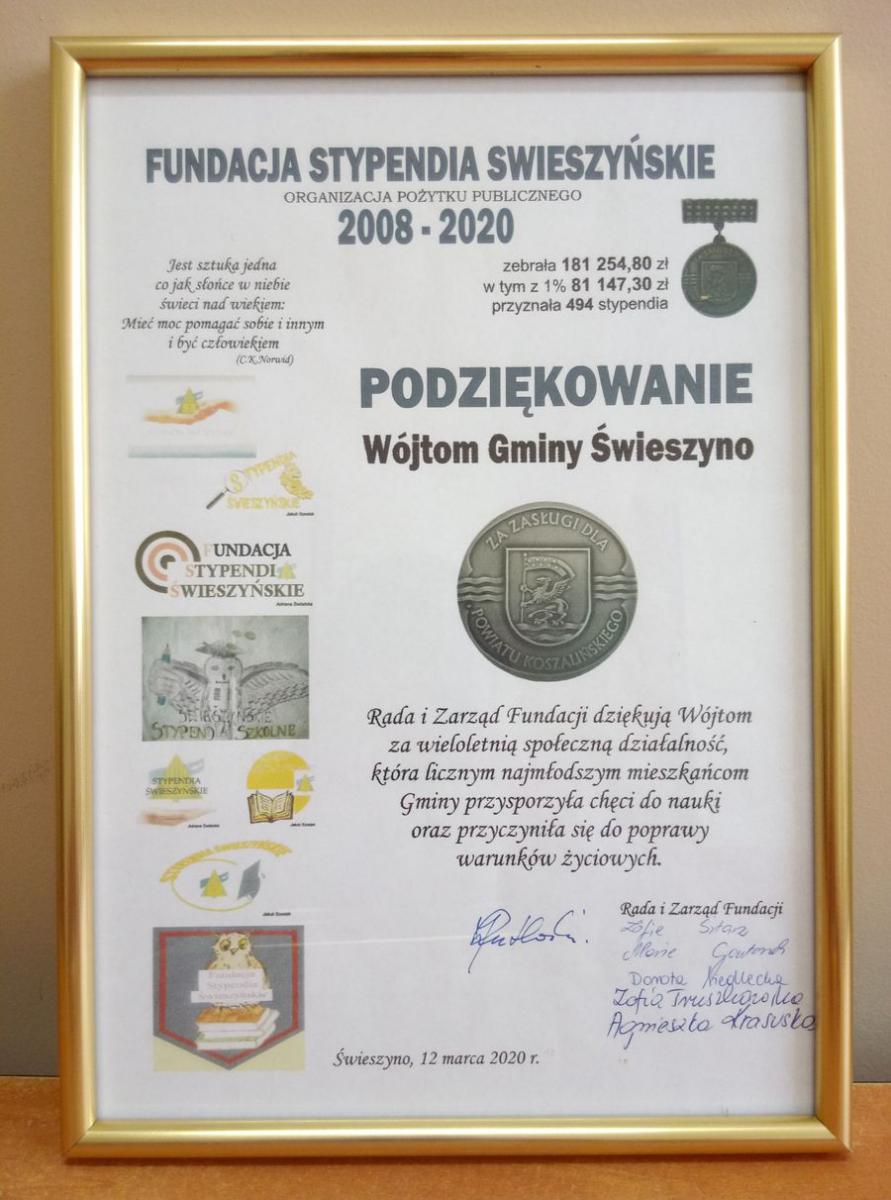 FUNDACJA STYPENDIA SWIESZYŃSKIE
ORGANIZACJA POŻYTKU PUBLICZNEGO
2008 - 2020
zebrała 181 254,80 zł
w tym z 1% 81 147,30 zł
przyznała 494 stypendia
Jest sztuka jedna
co jak słońce w niebie
świeci nad wiekiem:
Mieć moc pomagać sobie i innym
i być człowiekiem
(C.K.Norwid)
PODZIĘKOWANIE
Wójtom Gminy Świeszyno
STYPENDIA
ŚWIESZYŃSKIE
FUNDACJA
STYPENDIA
ŚWIESZYŃSKIE
STYPENDIA SZKOLNE
STYPENDIA
ŚWIESZYŃSKIE
Fundacja
Stypendia
Świeszyńskie
ZA ZASŁUGI DLA
POWIATU KOSZALIŃSKIEGO
Rada i Zarząd Fundacji dziękują Wójtom
za wieloletnią społeczną działalność,
która licznym najmłodszym mieszkańcom
Gminy przysporzyła chęci do nauki
oraz przyczyniła się do poprawy
warunków życiowych.
Rada i Zarząd Fundacji
Zofia
Dorota
Zofia
Agnieszka Krasuska
Świeszyno, 12 marca 2020 r.